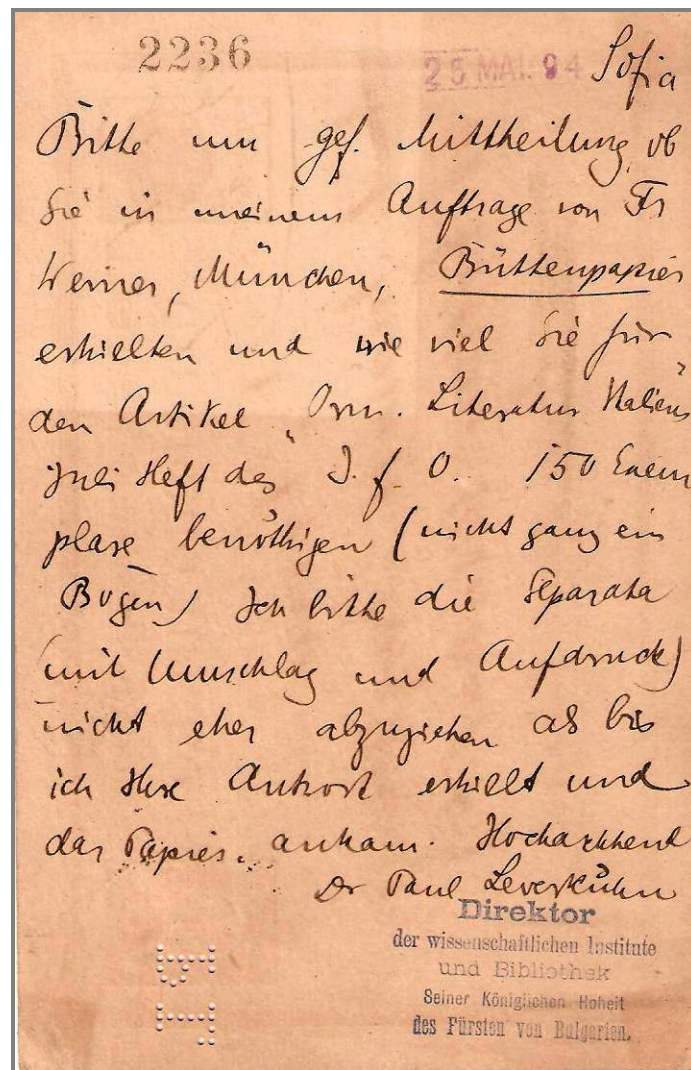 2236
25 MAI. 94 Sofia
Bitte um gef. Mittheilung, ob
Sie in meinem Auftrage von Fr
Werner, München, Büttenpapier
erhielten und wie viel Sie für
den Artikel „Orn. Literatur Italiens"
Juli Heft des J. f. O. 150 Exem
plare benöthigen (nicht ganz ein
Bogen) Ich bitte die Separata
(mit Umschlag und Aufdruck)
nicht eher abzuziehen als bis
ich Ihre Antwort erhielt und
das Papier ankam. Hochachtend
Dr Paul Leverkühn
Direktor
der wissenschaftlichen Institute
und Bibliothek
Seiner Königlichen Hoheit
des Fürsten von Bulgarien.